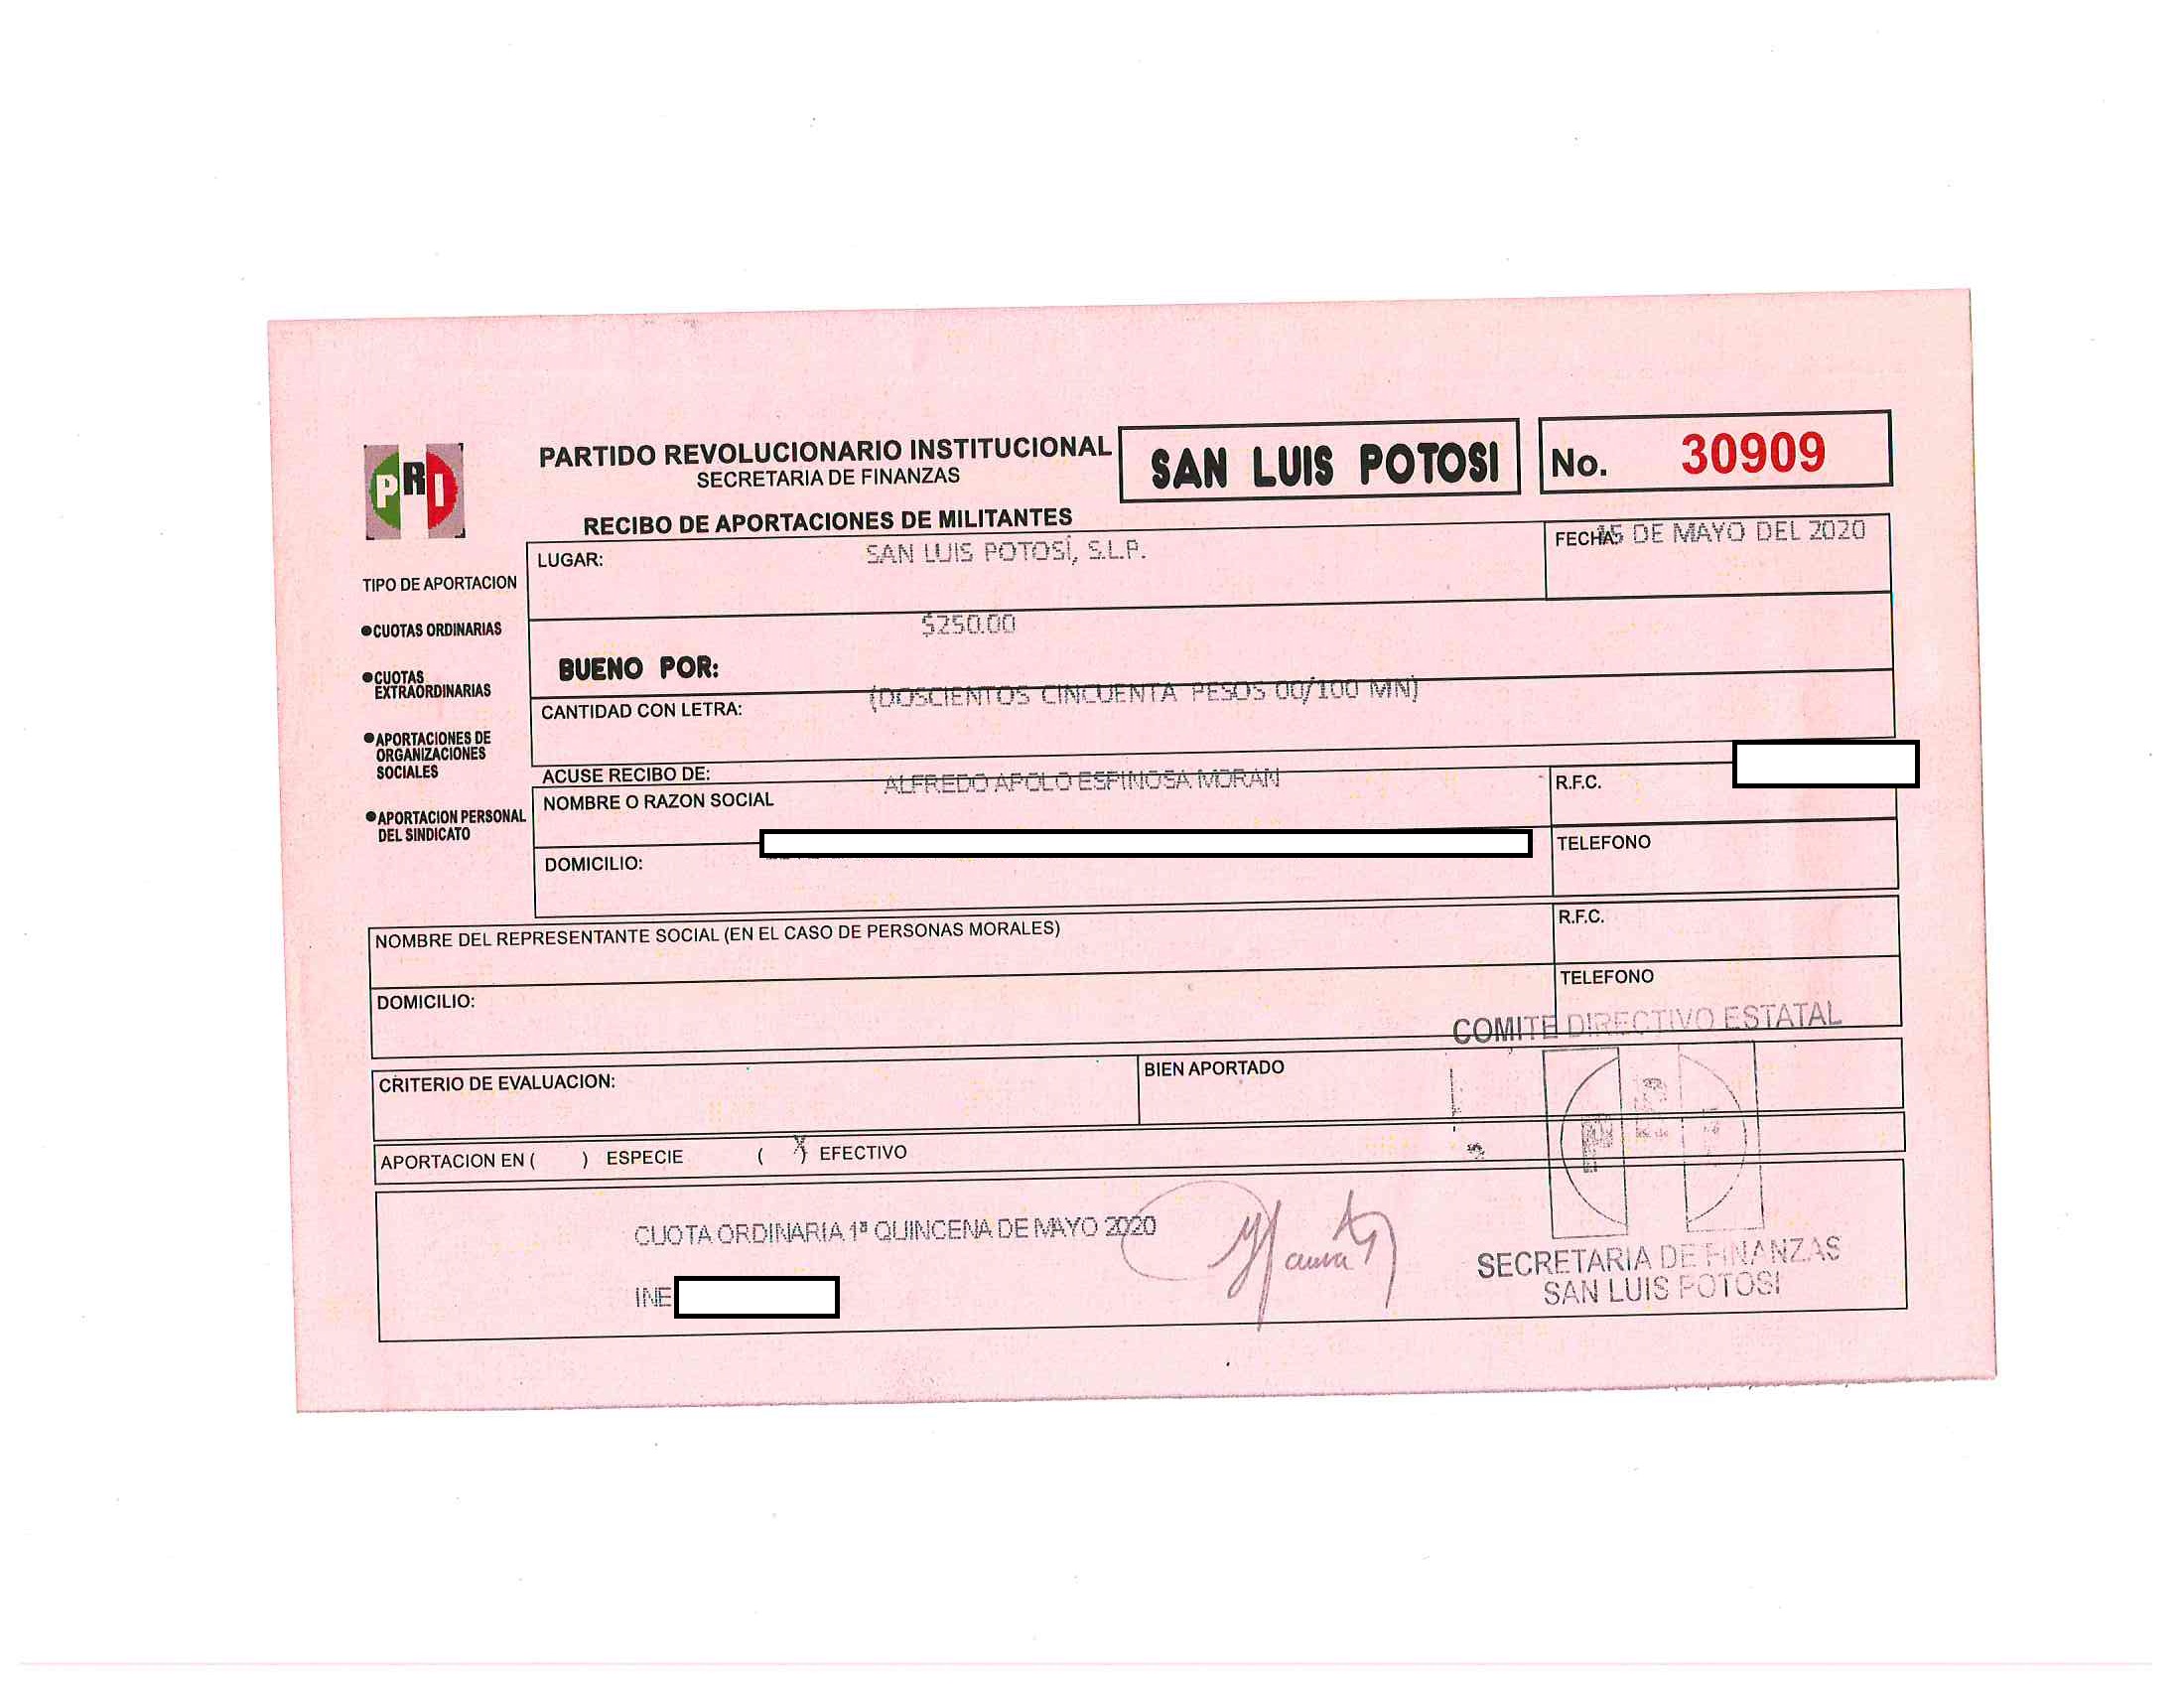 PRI
PARTIDO REVOLUCIONARIO INSTITUCIONAL
SECRETARIA DE FINANZAS
SAN LUIS POTOSI
No. 30909
RECIBO DE APORTACIONES DE MILITANTES
LUGAR: SAN LUIS POTOSÍ, S.L.P.
FECHA: 15 DE MAYO DEL 2020
TIPO DE APORTACION
●CUOTAS ORDINARIAS
●CUOTAS
EXTRAORDINARIAS
●APORTACIONES DE
ORGANIZACIONES
SOCIALES
●APORTACION PERSONAL
DEL SINDICATO
$250.00
BUENO POR:
CANTIDAD CON LETRA: (DOSCIENTOS CINCUENTA PESOS 00/100 MN)
ACUSE RECIBO DE:
NOMBRE O RAZON SOCIAL ALFREDO APOLO ESPINOSA MORAN
R.F.C.
DOMICILIO:
TELEFONO
NOMBRE DEL REPRESENTANTE SOCIAL (EN EL CASO DE PERSONAS MORALES)
R.F.C.
DOMICILIO:
TELEFONO
COMITE DIRECTIVO ESTATAL
CRITERIO DE EVALUACION:
BIEN APORTADO
APORTACION EN ( ) ESPECIE ( X ) EFECTIVO
PRI
CUOTA ORDINARIA 1ª QUINCENA DE MAYO 2020
INE
SECRETARIA DE FINANZAS
SAN LUIS POTOSI